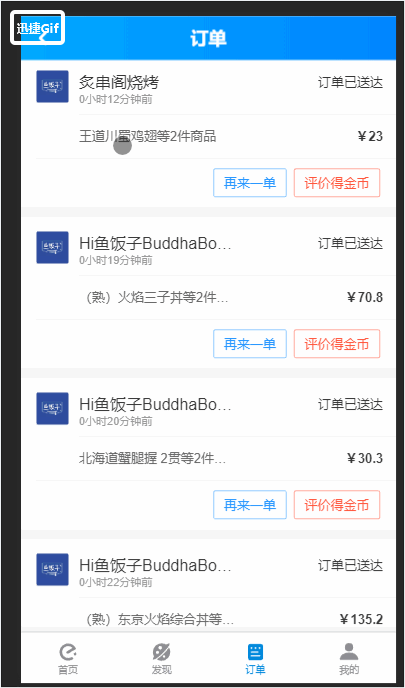 迅捷Gif
订单
炙串阁烧烤
订单已送达
0小时12分钟前
王道川蜀鸡翅等2件商品
¥23
再来一单
评价得金币
Hi鱼饭子BuddhaBo...
订单已送达
0小时19分钟前
（熟）火焰三子丼等2件...
¥70.8
再来一单
评价得金币
Hi鱼饭子BuddhaBo...
订单已送达
0小时20分钟前
北海道蟹腿握 2贯等2件...
¥30.3
再来一单
评价得金币
Hi鱼饭子BuddhaBo...
订单已送达
0小时22分钟前
（熟）东京火焰综合丼等...
¥135.2
首页
发现
订单
我的